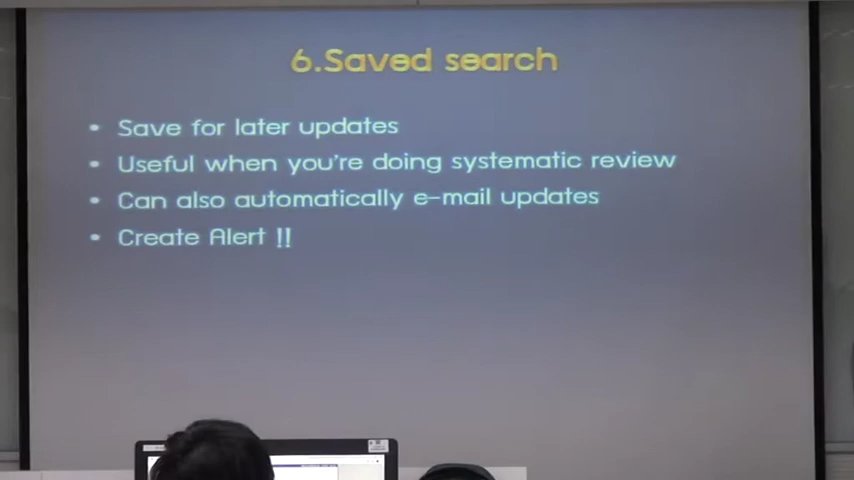 6.Saved search
• Save for later updates
• Useful when you're doing systematic review
• Can also automatically e-mail updates
• Create Alert !!